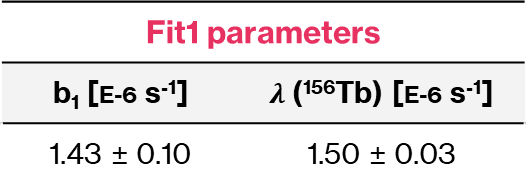 Fit1 parameters
b₁ [E-6 s⁻¹] λ (¹⁵⁶Tb) [E-6 s⁻¹]
1.43 ± 0.10 1.50 ± 0.03